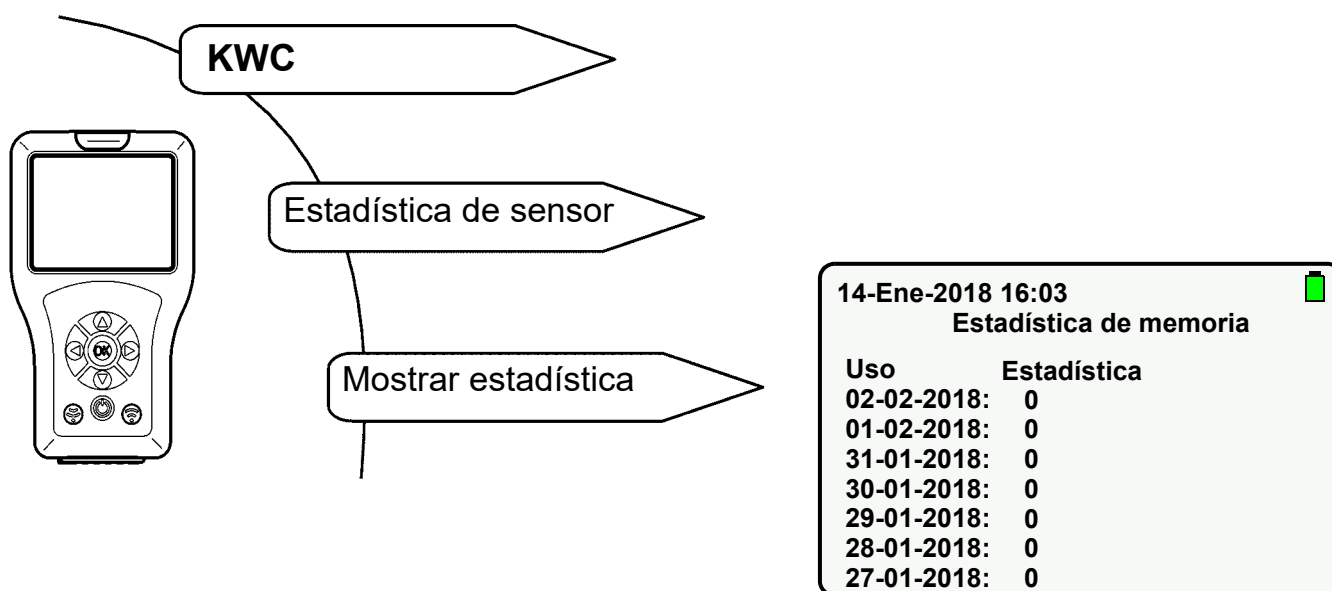 KWC
Estadística de sensor
Mostrar estadística
OK
14-Ene-2018 16:03
Estadística de memoria
Uso Estadística
02-02-2018: 0
01-02-2018: 0
31-01-2018: 0
30-01-2018: 0
29-01-2018: 0
28-01-2018: 0
27-01-2018: 0